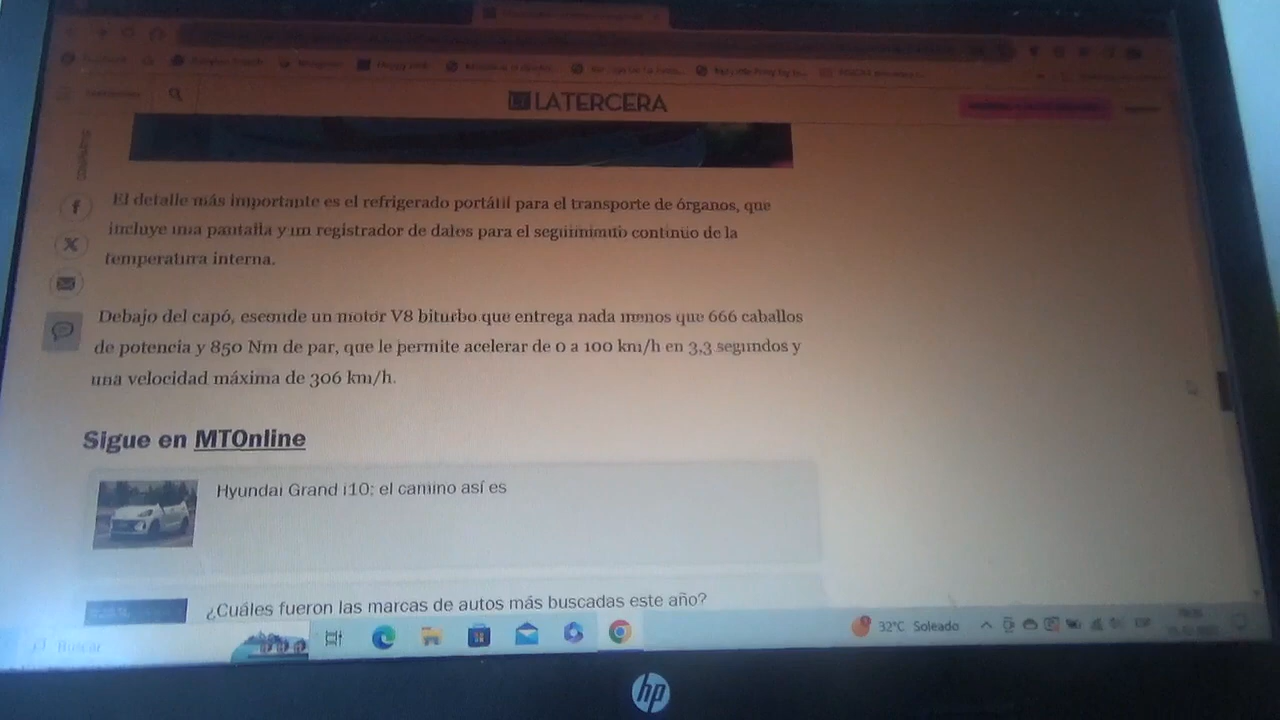 LATERCERA
El detalle más importante es el refrigerado portátil para el transporte de órganos, que
incluye una pantalla y un registrador de datos para el seguimiento continuo de la
temperatura interna.
Debajo del capó, esconde un motor V8 biturbo que entrega nada menos que 666 caballos
de potencia y 850 Nm de par, que le permite acelerar de 0 a 100 km/h en 3,3 segundos y
una velocidad máxima de 306 km/h.
Sigue en MTOnline
Hyundai Grand i10: el camino así es
¿Cuáles fueron las marcas de autos más buscadas este año?
Buscar
32°C Soleado
hp